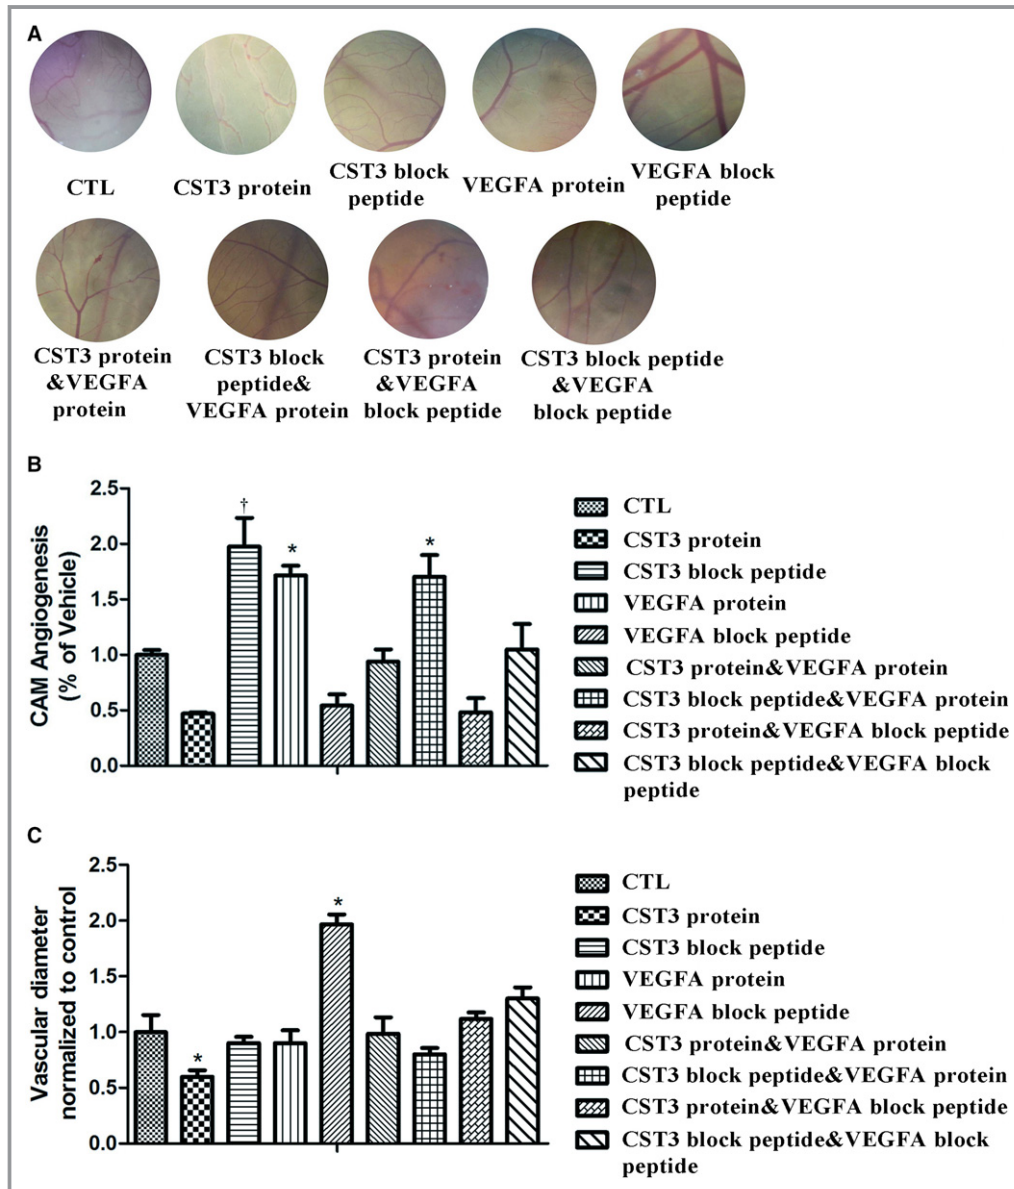 A
CTL
CST3 protein
CST3 block
peptide
VEGFA protein
VEGFA block
peptide
CST3 protein
&VEGFA
protein
CST3 block
peptide&
VEGFA protein
CST3 protein
&VEGFA
block peptide
CST3 block peptide
&VEGFA
block peptide
B
CAM Angiogenesis
(% of Vehicle)
2.5
2.0
1.5
1.0
0.5
0.0
†
*
*
CTL
CST3 protein
CST3 block peptide
VEGFA protein
VEGFA block peptide
CST3 protein&VEGFA protein
CST3 block peptide&VEGFA protein
CST3 protein&VEGFA block peptide
CST3 block peptide&VEGFA block
peptide
C
Vascular diameter
normalized to control
2.5
2.0
1.5
1.0
0.5
0.0
*
*
CTL
CST3 protein
CST3 block peptide
VEGFA protein
VEGFA block peptide
CST3 protein&VEGFA protein
CST3 block peptide&VEGFA protein
CST3 protein&VEGFA block peptide
CST3 block peptide&VEGFA block
peptide